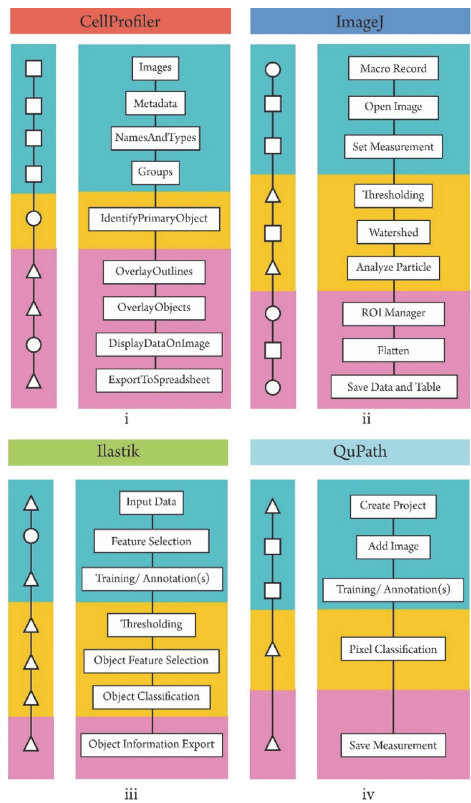 CellProfiler
Images
Metadata
NamesAndTypes
Groups
IdentifyPrimaryObject
OverlayOutlines
OverlayObjects
DisplayDataOnImage
ExportToSpreadsheet
i
ImageJ
Macro Record
Open Image
Set Measurement
Thresholding
Watershed
Analyze Particle
ROI Manager
Flatten
Save Data and Table
ii
Ilastik
Input Data
Feature Selection
Training/ Annotation(s)
Thresholding
Object Feature Selection
Object Classification
Object Information Export
iii
QuPath
Create Project
Add Image
Training/ Annotation(s)
Pixel Classification
Save Measurement
iv